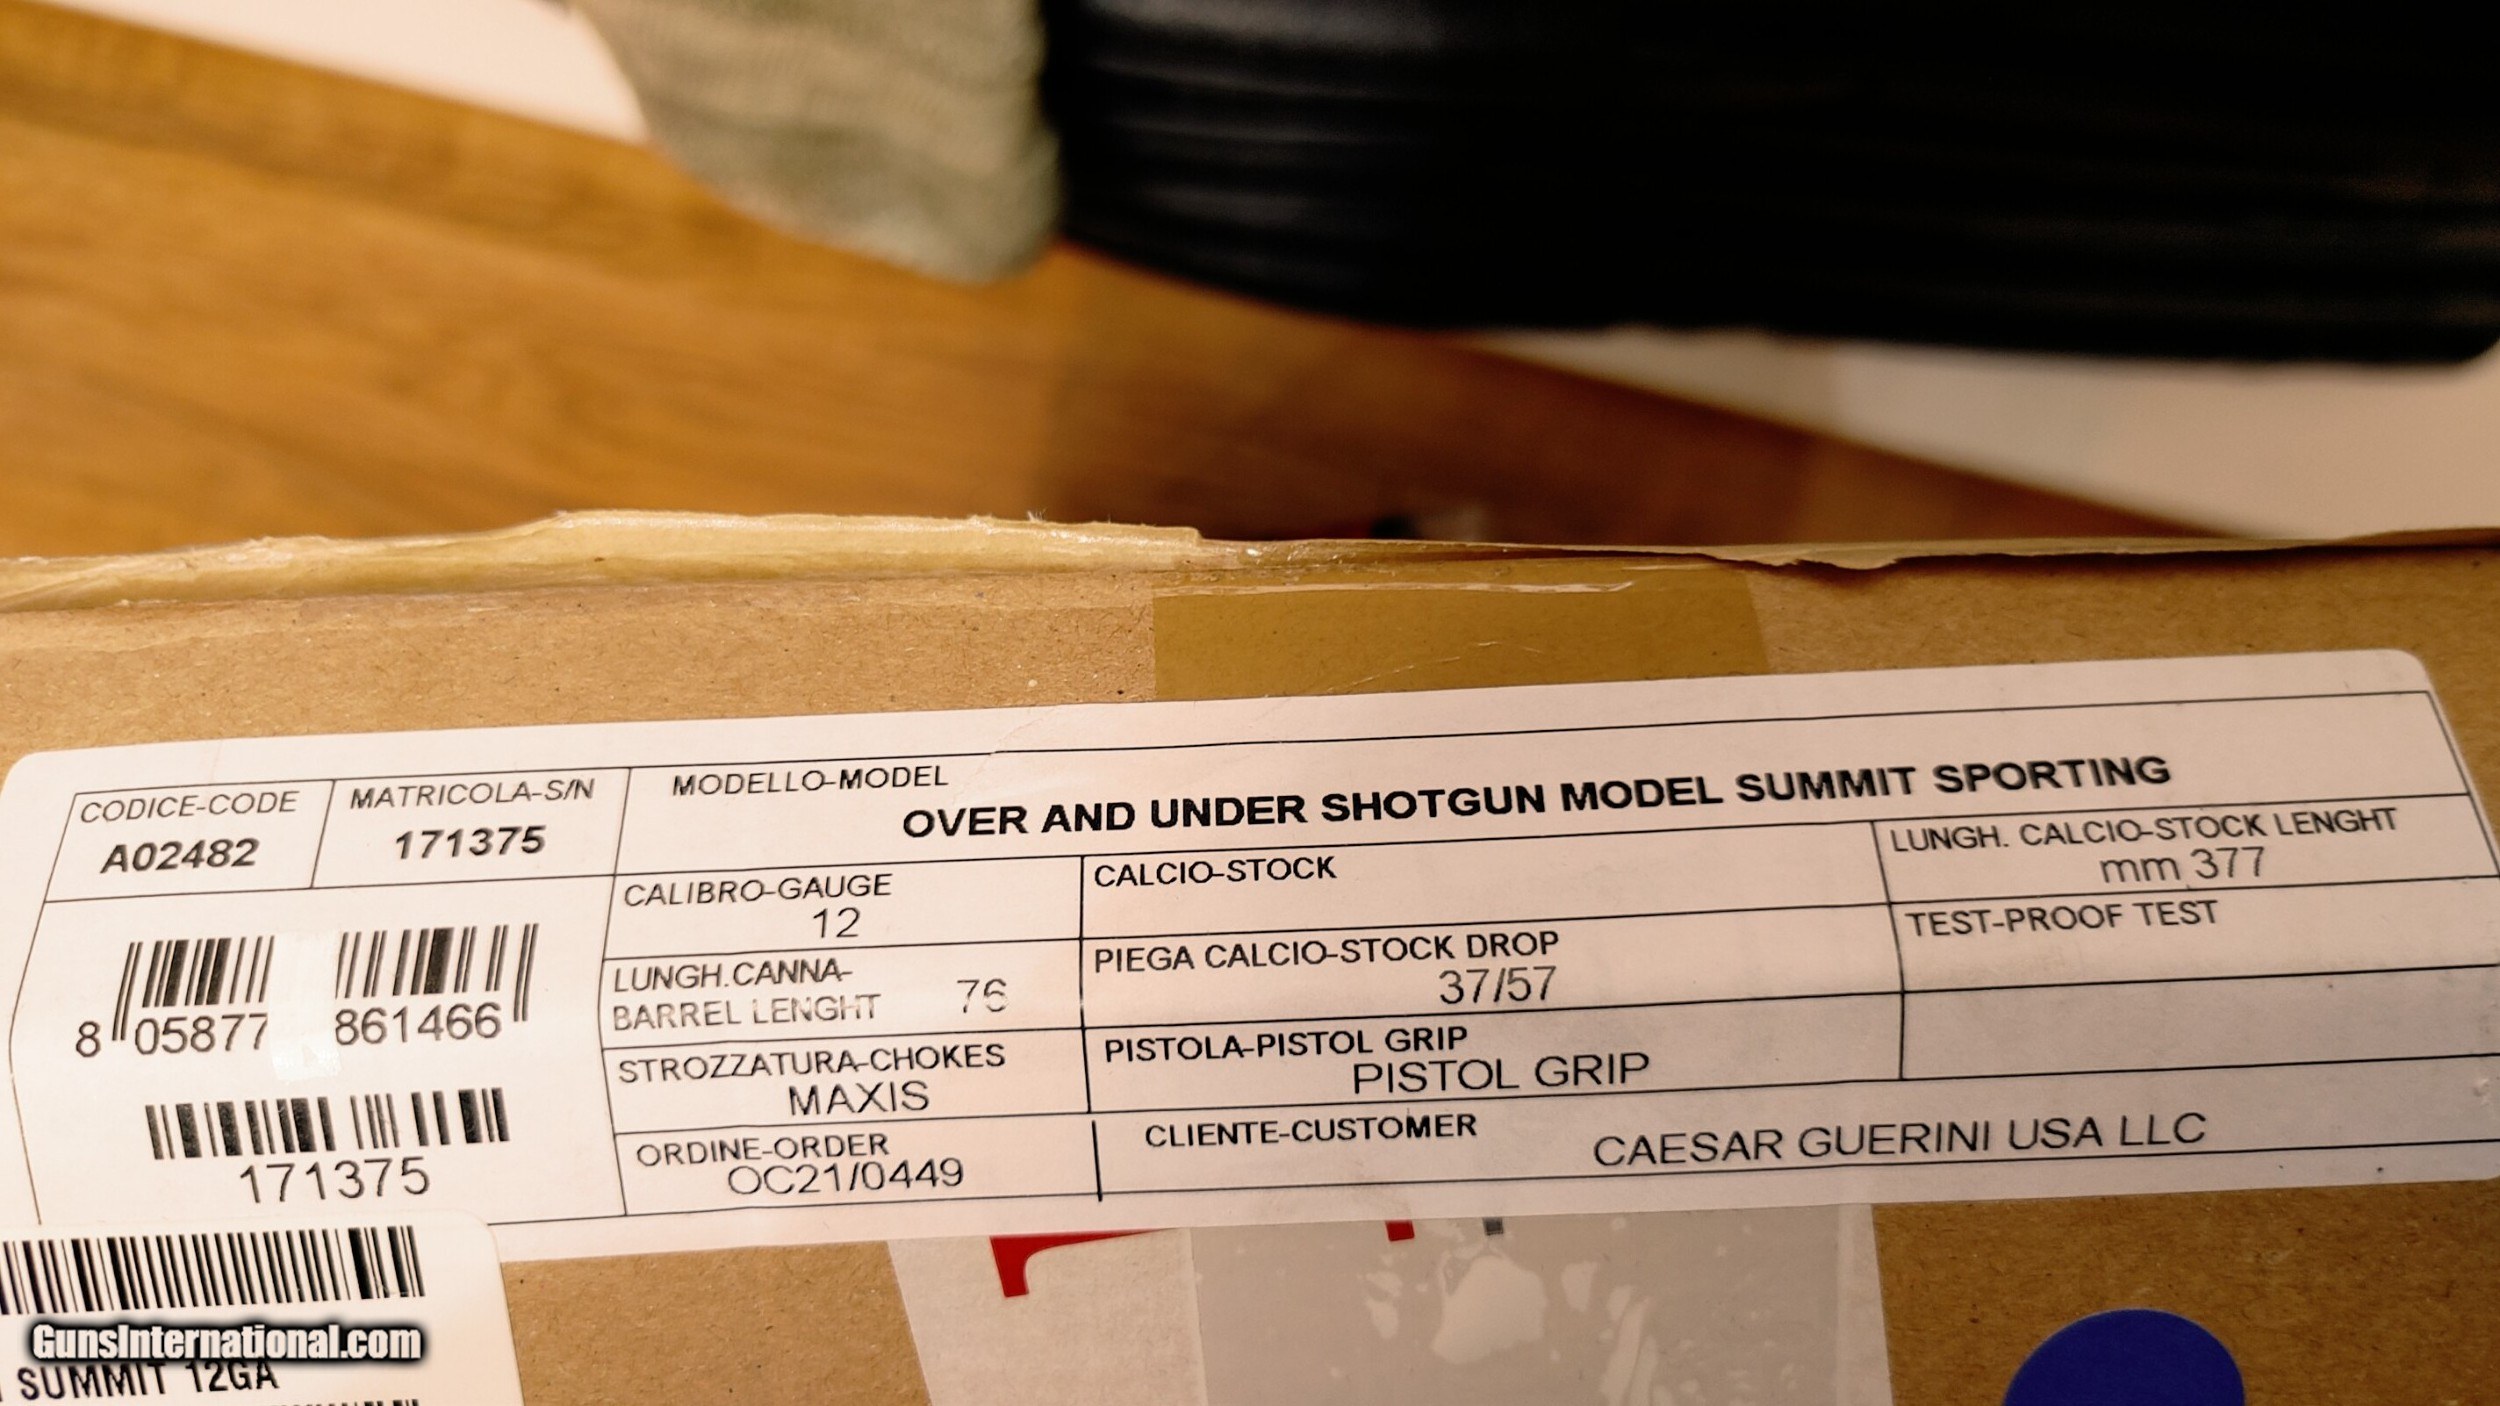 CODICE-CODE
A02482
MATRICOLA-S/N
171375
MODELLO-MODEL
OVER AND UNDER SHOTGUN MODEL SUMMIT SPORTING
CALIBRO-GAUGE
12
CALCIO-STOCK
LUNGH. CALCIO-STOCK LENGHT
mm 377
LUNGH.CANNA-
BARREL LENGHT 76
PIEGA CALCIO-STOCK DROP
37/57
TEST-PROOF TEST
8 05877 861466
STROZZATURA-CHOKES
MAXIS
PISTOLA-PISTOL GRIP
PISTOL GRIP
171375
ORDINE-ORDER
OC21/0449
CLIENTE-CUSTOMER
CAESAR GUERINI USA LLC
GunsInternational.com
SUMMIT 12GA